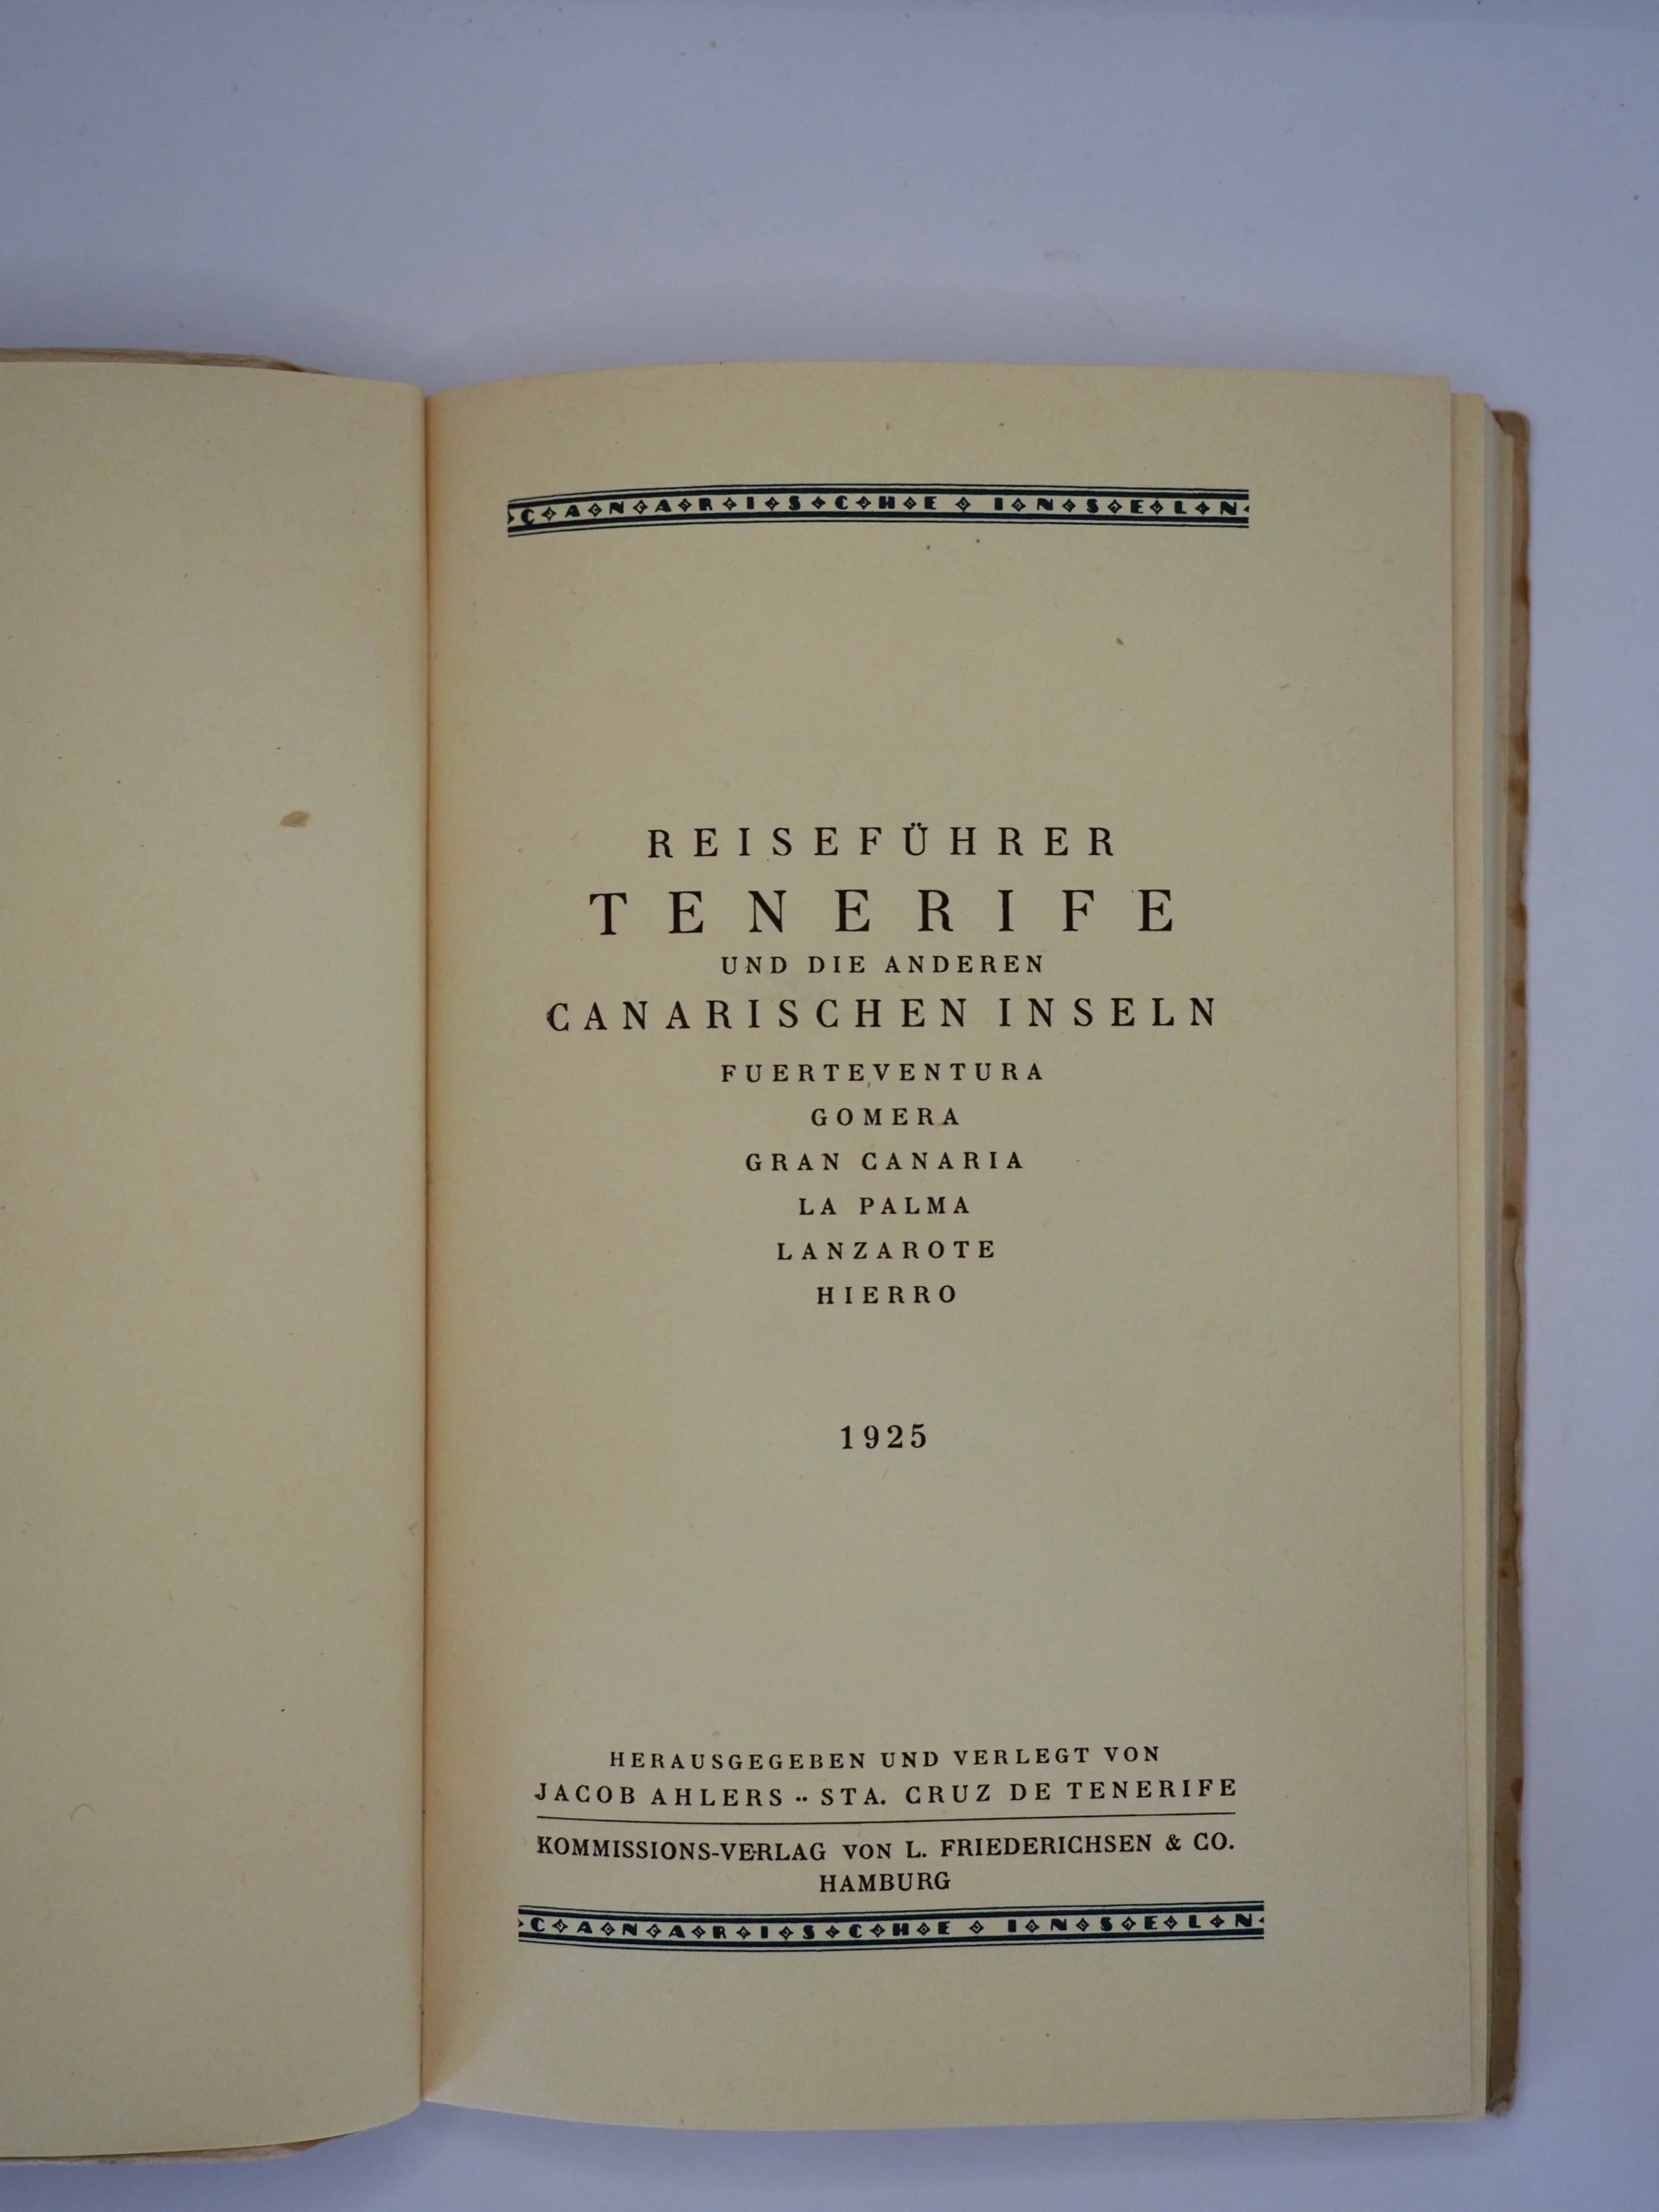 CANARISCHE INSELN
REISEFÜHRER
TENERIFE
UND DIE ANDEREN
CANARISCHEN INSELN
FUERTEVENTURA
GOMERA
GRAN CANARIA
LA PALMA
LANZAROTE
HIERRO
1925
HERAUSGEGEBEN UND VERLEGT VON
JACOB AHLERS ·· STA. CRUZ DE TENERIFE
KOMMISSIONS-VERLAG VON L. FRIEDERICHSEN & CO.
HAMBURG
CANARISCHE INSELN